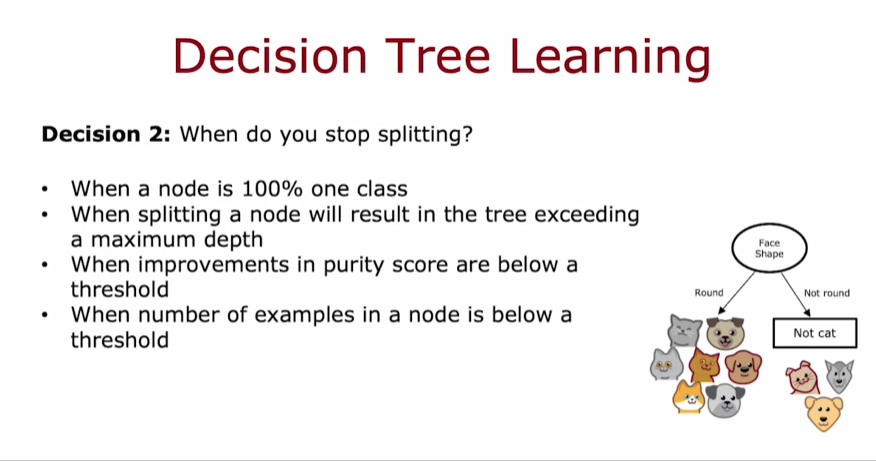 Decision Tree Learning
Decision 2: When do you stop splitting?
• When a node is 100% one class
• When splitting a node will result in the tree exceeding
a maximum depth
• When improvements in purity score are below a
threshold
• When number of examples in a node is below a
threshold
Face
Shape
Round
Not round
Not cat